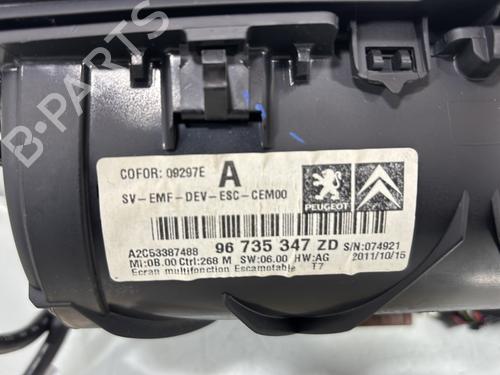 B-PARTS
COFOR: 09297E A
SV-EMF-DEV-ESC-CEM00
PEUGEOT
A2C53387488 96 735 347 ZD S/N:074921
MI:0B.00 Ctrl:268 M SW:06.00 HW:AG 2011/10/15
Ecran multifonction Escamotable T7